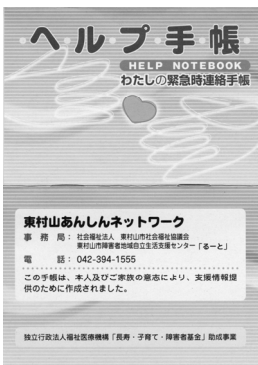 ヘルプ手帳
HELP NOTEBOOK
わたしの緊急時連絡手帳
東村山あんしんネットワーク
事務局：社会福祉法人 東村山市社会福祉協議会
東村山市障害者地域自立生活支援センター「るーと」
電話：042-394-1555
この手帳は、本人及びご家族の意志により、支援情報提
供のために作成されました。
独立行政法人福祉医療機構「長寿・子育て・障害者基金」助成事業